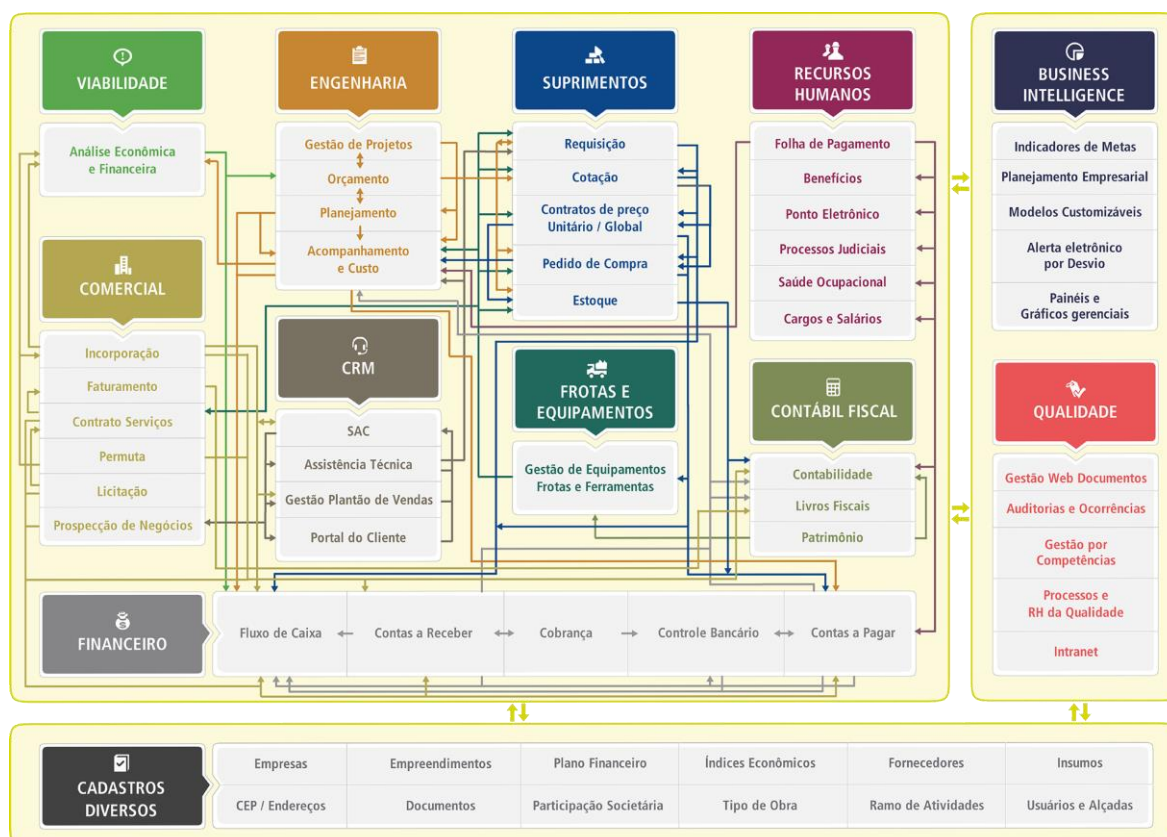 VIABILIDADE
Análise Econômica
e Financeira
COMERCIAL
Incorporação
Faturamento
Contrato Serviços
Permuta
Licitação
Prospecção de Negócios
ENGENHARIA
Gestão de Projetos
Orçamento
Planejamento
Acompanhamento
e Custo
CRM
SAC
Assistência Técnica
Gestão Plantão de Vendas
Portal do Cliente
SUPRIMENTOS
Requisição
Cotação
Contratos de preço
Unitário / Global
Pedido de Compra
Estoque
FROTAS E
EQUIPAMENTOS
Gestão de Equipamentos
Frotas e Ferramentas
RECURSOS
HUMANOS
Folha de Pagamento
Benefícios
Ponto Eletrônico
Processos Judiciais
Saúde Ocupacional
Cargos e Salários
CONTÁBIL FISCAL
Contabilidade
Livros Fiscais
Patrimônio
FINANCEIRO
Fluxo de Caixa
Contas a Receber
Cobrança
Controle Bancário
Contas a Pagar
BUSINESS
INTELLIGENCE
Indicadores de Metas
Planejamento Empresarial
Modelos Customizáveis
Alerta eletrônico
por Desvio
Painéis e
Gráficos gerenciais
QUALIDADE
Gestão Web Documentos
Auditorias e Ocorrências
Gestão por
Competências
Processos e
RH da Qualidade
Intranet
CADASTROS
DIVERSOS
Empresas
Empreendimentos
Plano Financeiro
Índices Econômicos
Fornecedores
Insumos
CEP / Endereços
Documentos
Participação Societária
Tipo de Obra
Ramo de Atividades
Usuários e Alçadas